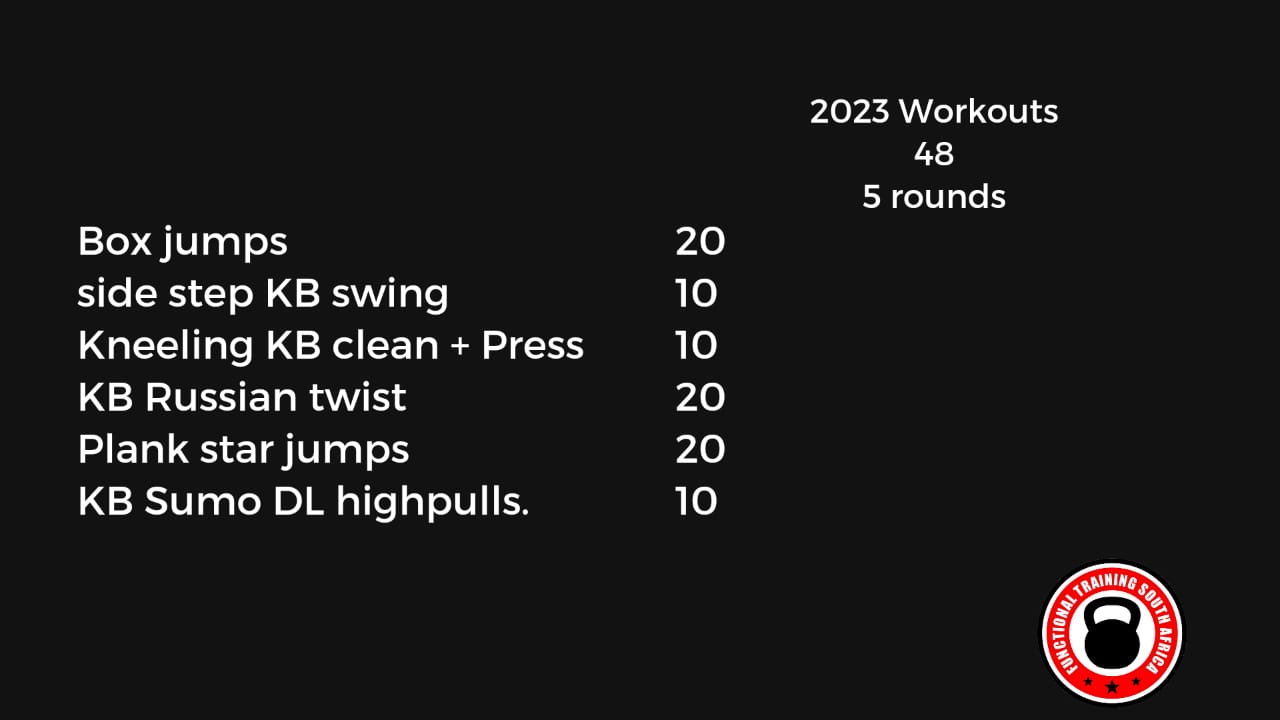 2023 Workouts
48
5 rounds
Box jumps 20
side step KB swing 10
Kneeling KB clean + Press 10
KB Russian twist 20
Plank star jumps 20
KB Sumo DL highpulls. 10
FUNCTIONAL TRAINING SOUTH AFRICA